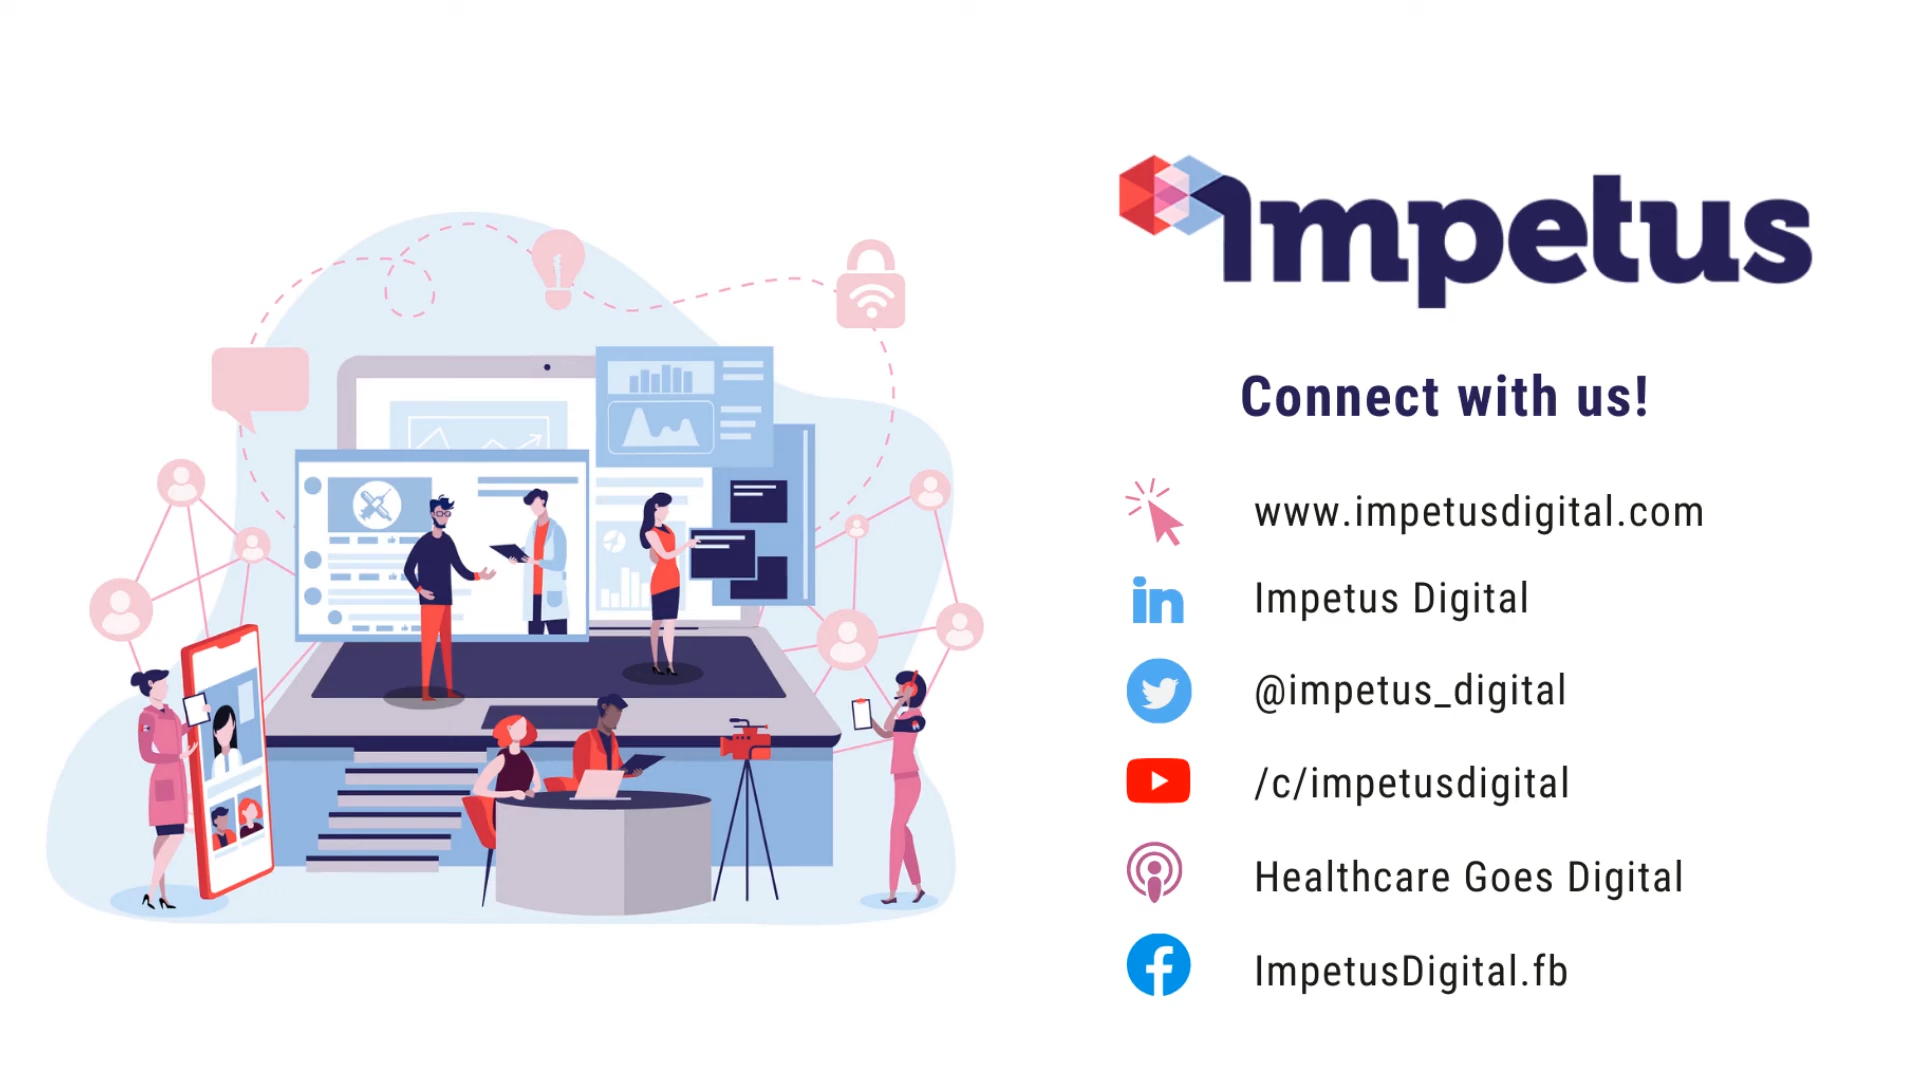 Impetus
Connect with us!
www.impetusdigital.com
Impetus Digital
@impetus_digital
/c/impetusdigital
Healthcare Goes Digital
ImpetusDigital.fb